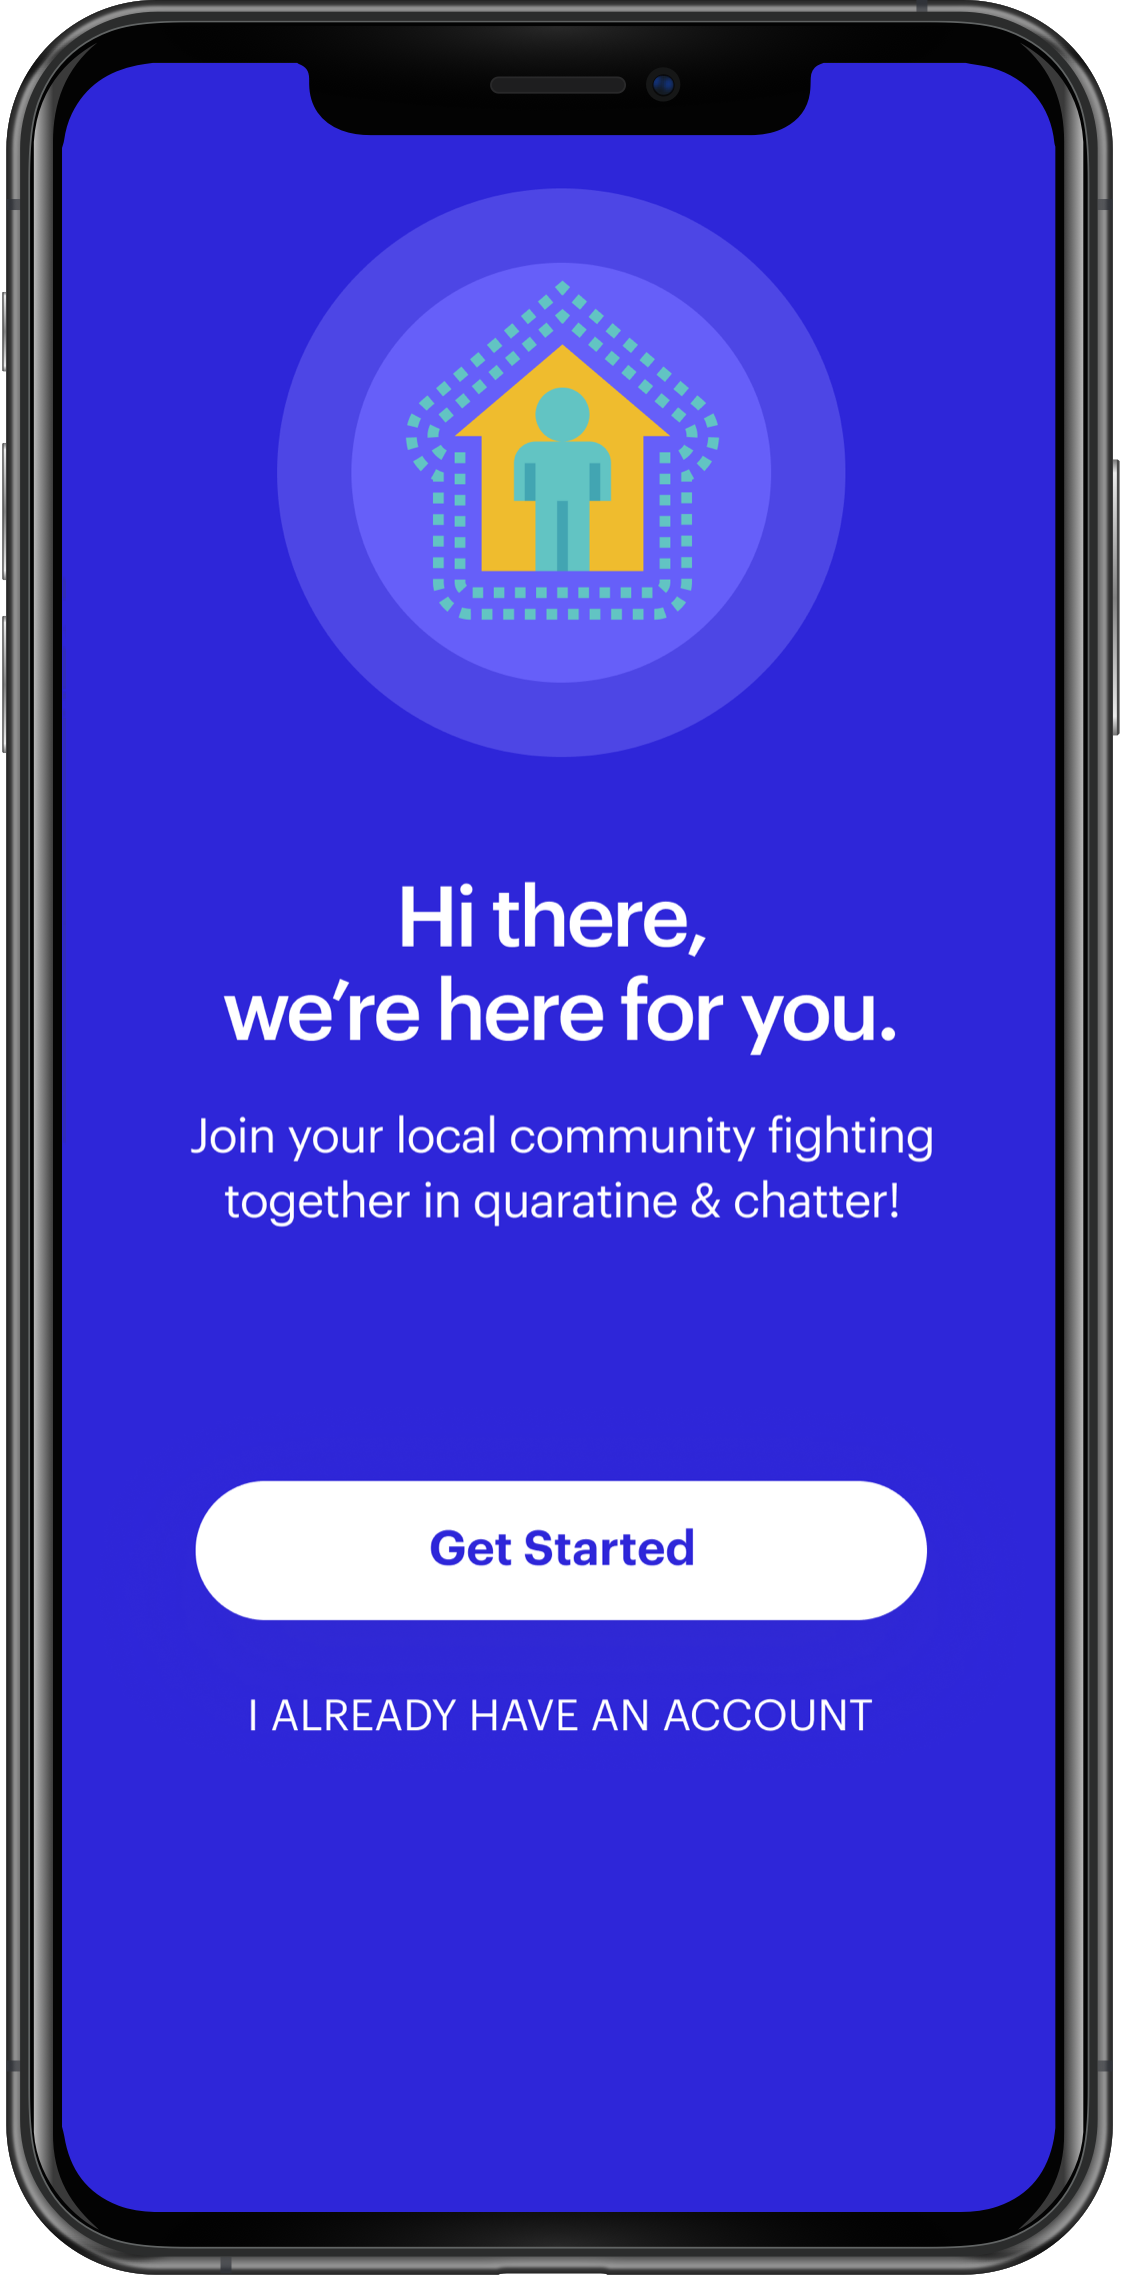 Hi there,
we’re here for you.
Join your local community fighting
together in quaratine & chatter!
Get Started
I ALREADY HAVE AN ACCOUNT